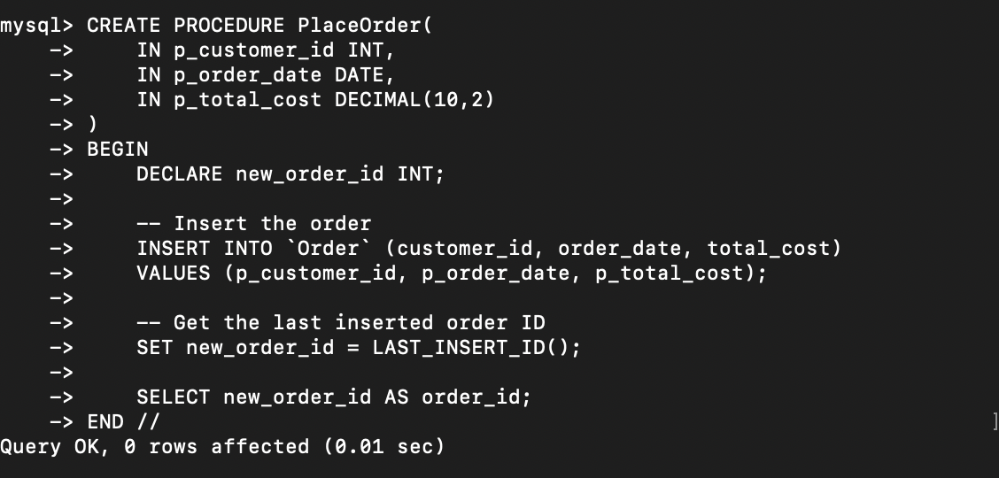 mysql> CREATE PROCEDURE PlaceOrder(
    ->     IN p_customer_id INT,
    ->     IN p_order_date DATE,
    ->     IN p_total_cost DECIMAL(10,2)
    -> )
    -> BEGIN
    ->     DECLARE new_order_id INT;
    ->
    ->     -- Insert the order
    ->     INSERT INTO `Order` (customer_id, order_date, total_cost)
    ->     VALUES (p_customer_id, p_order_date, p_total_cost);
    ->
    ->     -- Get the last inserted order ID
    ->     SET new_order_id = LAST_INSERT_ID();
    ->
    ->     SELECT new_order_id AS order_id;
    -> END // ]
Query OK, 0 rows affected (0.01 sec)